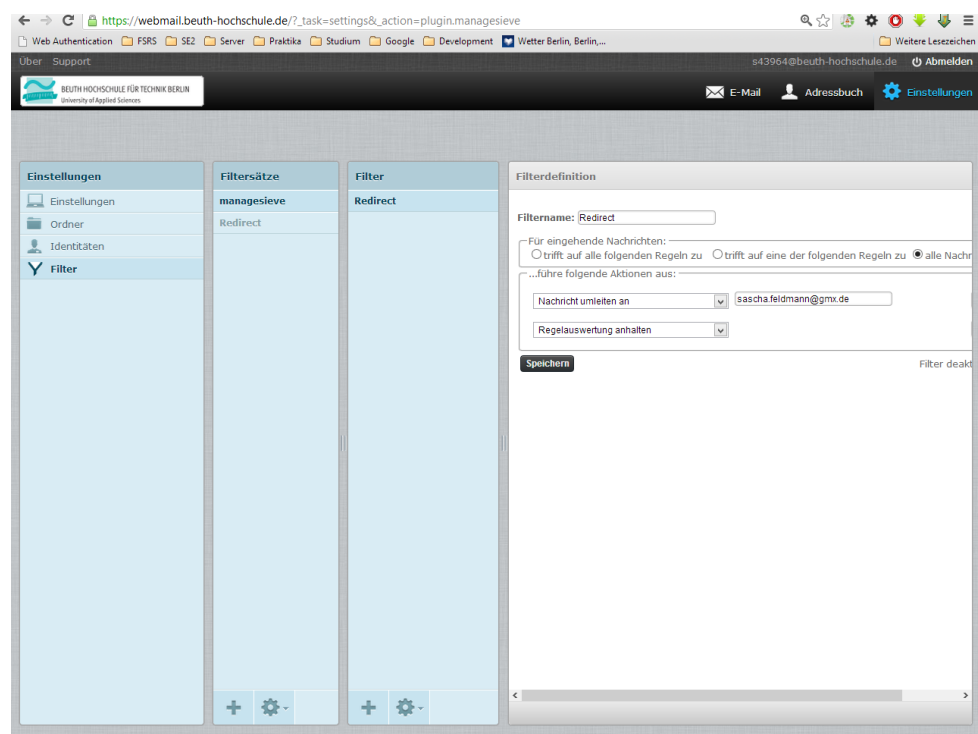 https://webmail.beuth-hochschule.de/?_task=settings&_action=plugin.managesieve
Web Authentication FSRS SE2 Server Praktika Studium Google Development Wetter Berlin, Berlin,... Weitere Lesezeichen
Über Support s43964@beuth-hochschule.de Abmelden
BEUTH HOCHSCHULE FÜR TECHNIK BERLIN
University of Applied Sciences
E-Mail Adressbuch Einstellungen
Einstellungen
Einstellungen
Ordner
Identitäten
Filter
Filtersätze
managesieve
Redirect
Filter
Redirect
Filterdefinition
Filtername: Redirect
Für eingehende Nachrichten:
trifft auf alle folgenden Regeln zu trifft auf eine der folgenden Regeln zu alle Nachr
...führe folgende Aktionen aus:
Nachricht umleiten an sascha.feldmann@gmx.de
Regelauswertung anhalten
Speichern Filter deakt